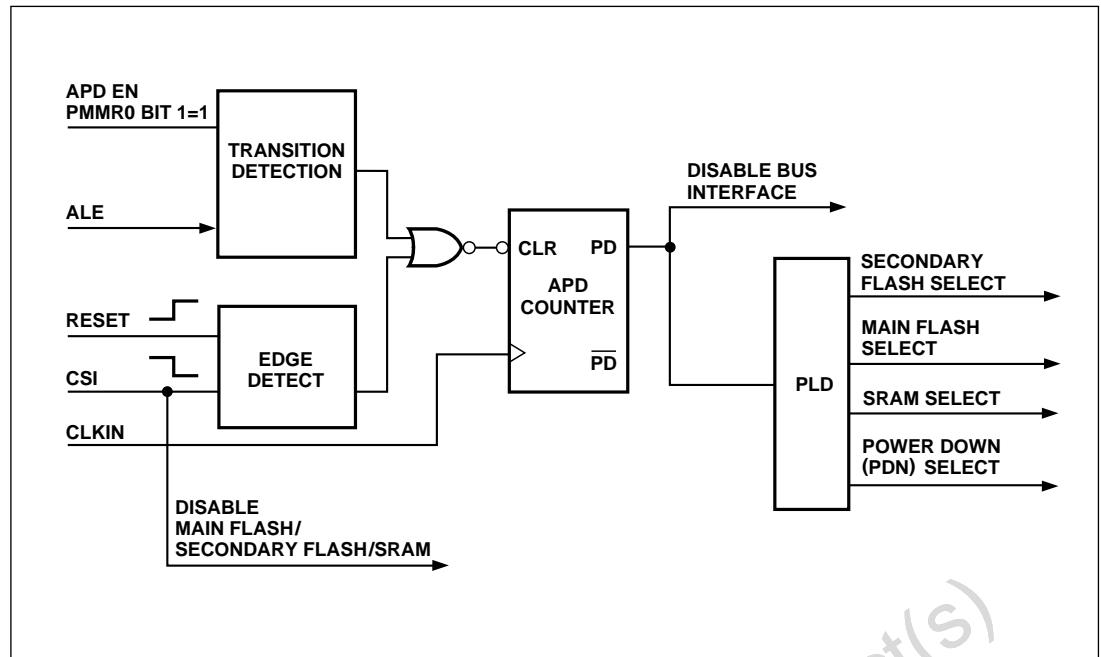 APD EN
PMMR0 BIT 1=1
TRANSITION
DETECTION
ALE
DISABLE BUS
INTERFACE
CLR
PD
APD
COUNTER
PD
RESET
CSI
CLKIN
EDGE
DETECT
PLD
SECONDARY
FLASH SELECT
MAIN FLASH
SELECT
SRAM SELECT
POWER DOWN
(PDN) SELECT
DISABLE
MAIN FLASH/
SECONDARY FLASH/SRAM